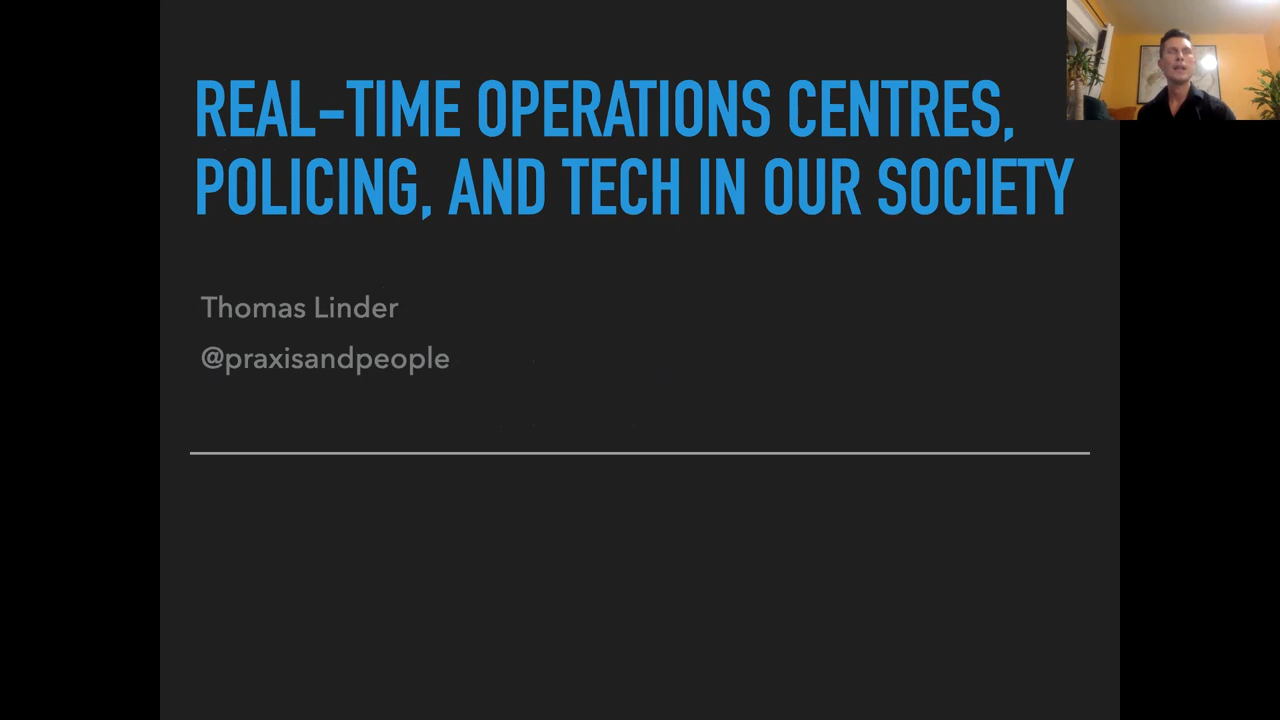 REAL-TIME OPERATIONS CENTRES,
POLICING, AND TECH IN OUR SOCIETY
Thomas Linder
@praxisandpeople